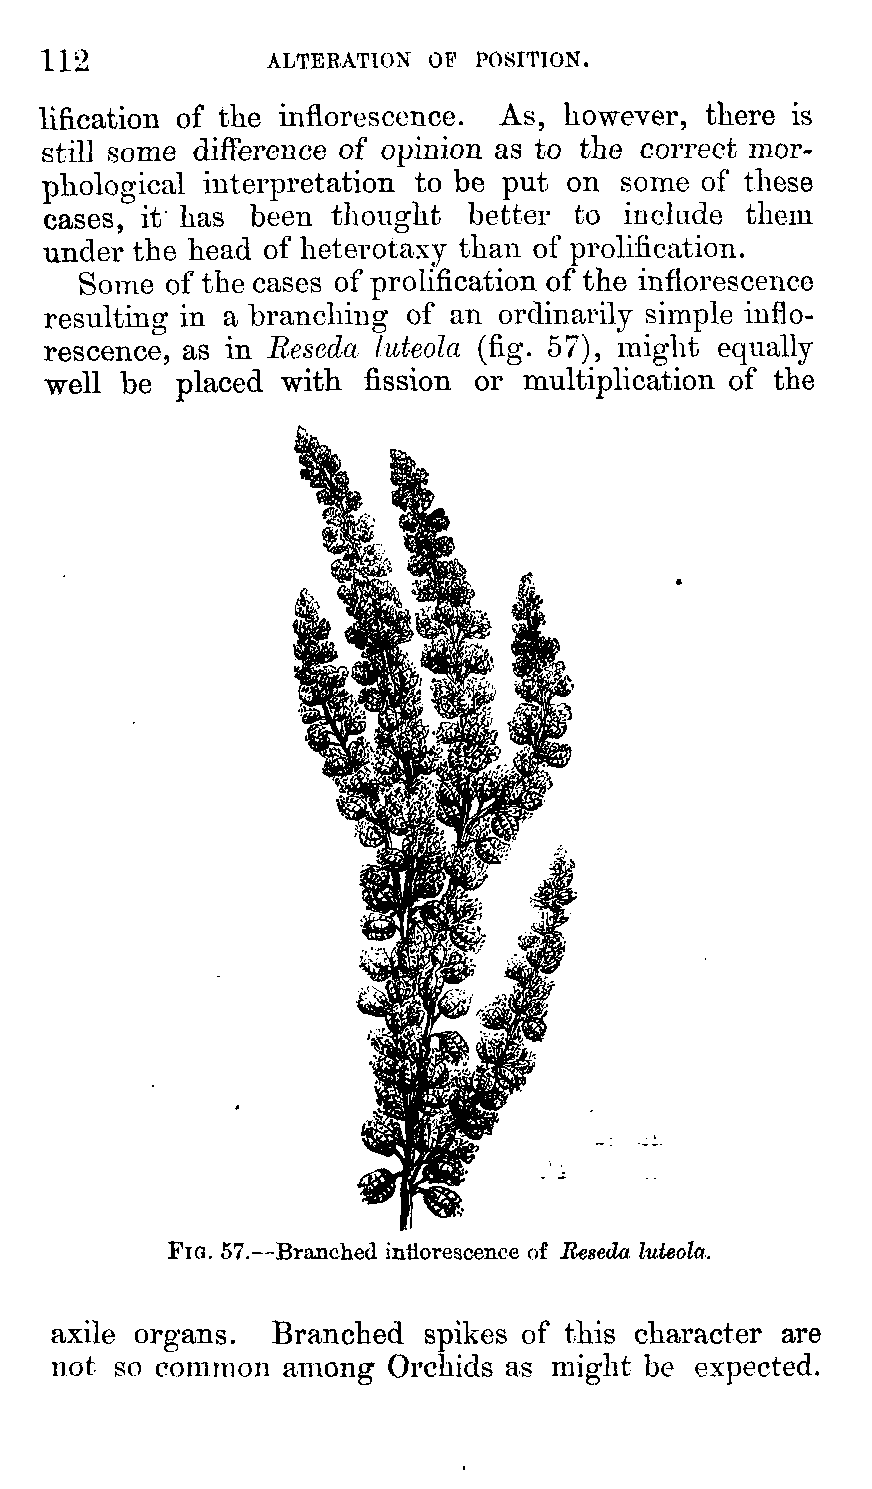 112 ALTERATION OF POSITION.
lification of the inflorescence. As, however, there is
still some difference of opinion as to the correct mor-
phological interpretation to be put on some of these
cases, it has been thought better to include them
under the head of heterotaxy than of prolification.
Some of the cases of prolification of the inflorescence
resulting in a branching of an ordinarily simple inflo-
rescence, as in Reseda luteola (fig. 57), might equally
well be placed with fission or multiplication of the
FIG. 57.—Branched inflorescence of Reseda luteola.
axile organs. Branched spikes of this character are
not so common among Orchids as might be expected.